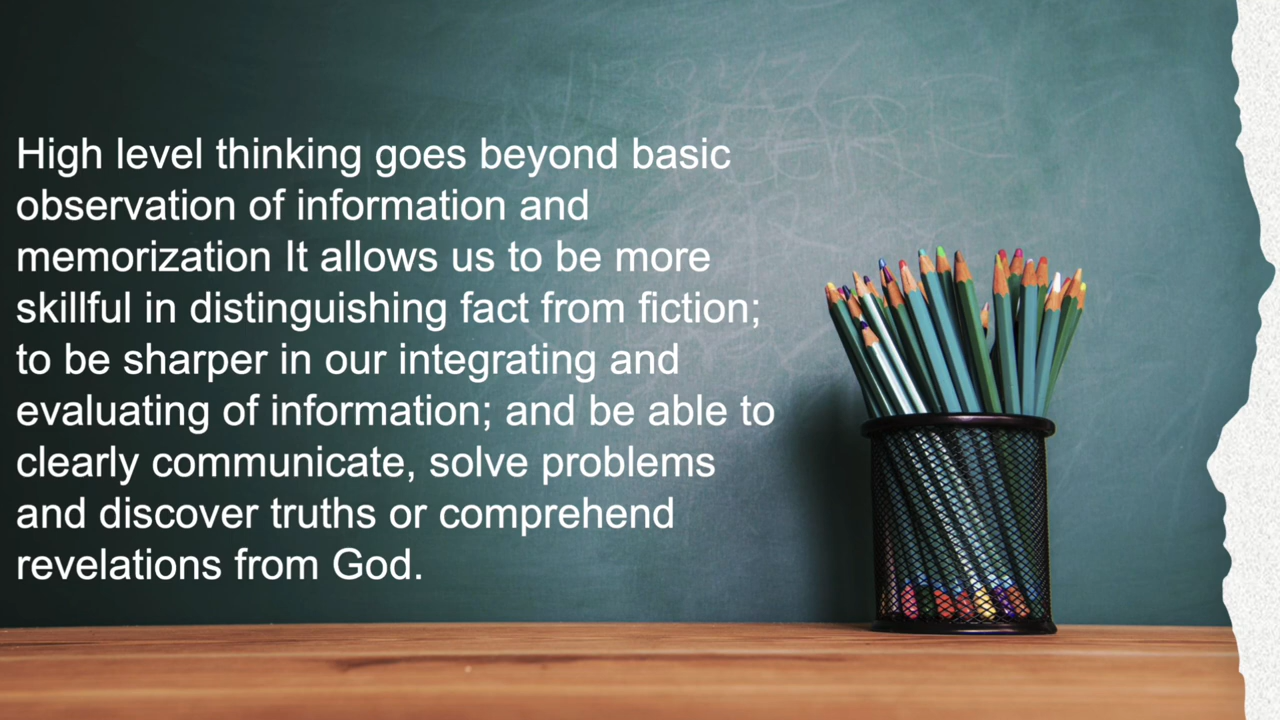 High level thinking goes beyond basic
observation of information and
memorization It allows us to be more
skillful in distinguishing fact from fiction;
to be sharper in our integrating and
evaluating of information; and be able to
clearly communicate, solve problems
and discover truths or comprehend
revelations from God.